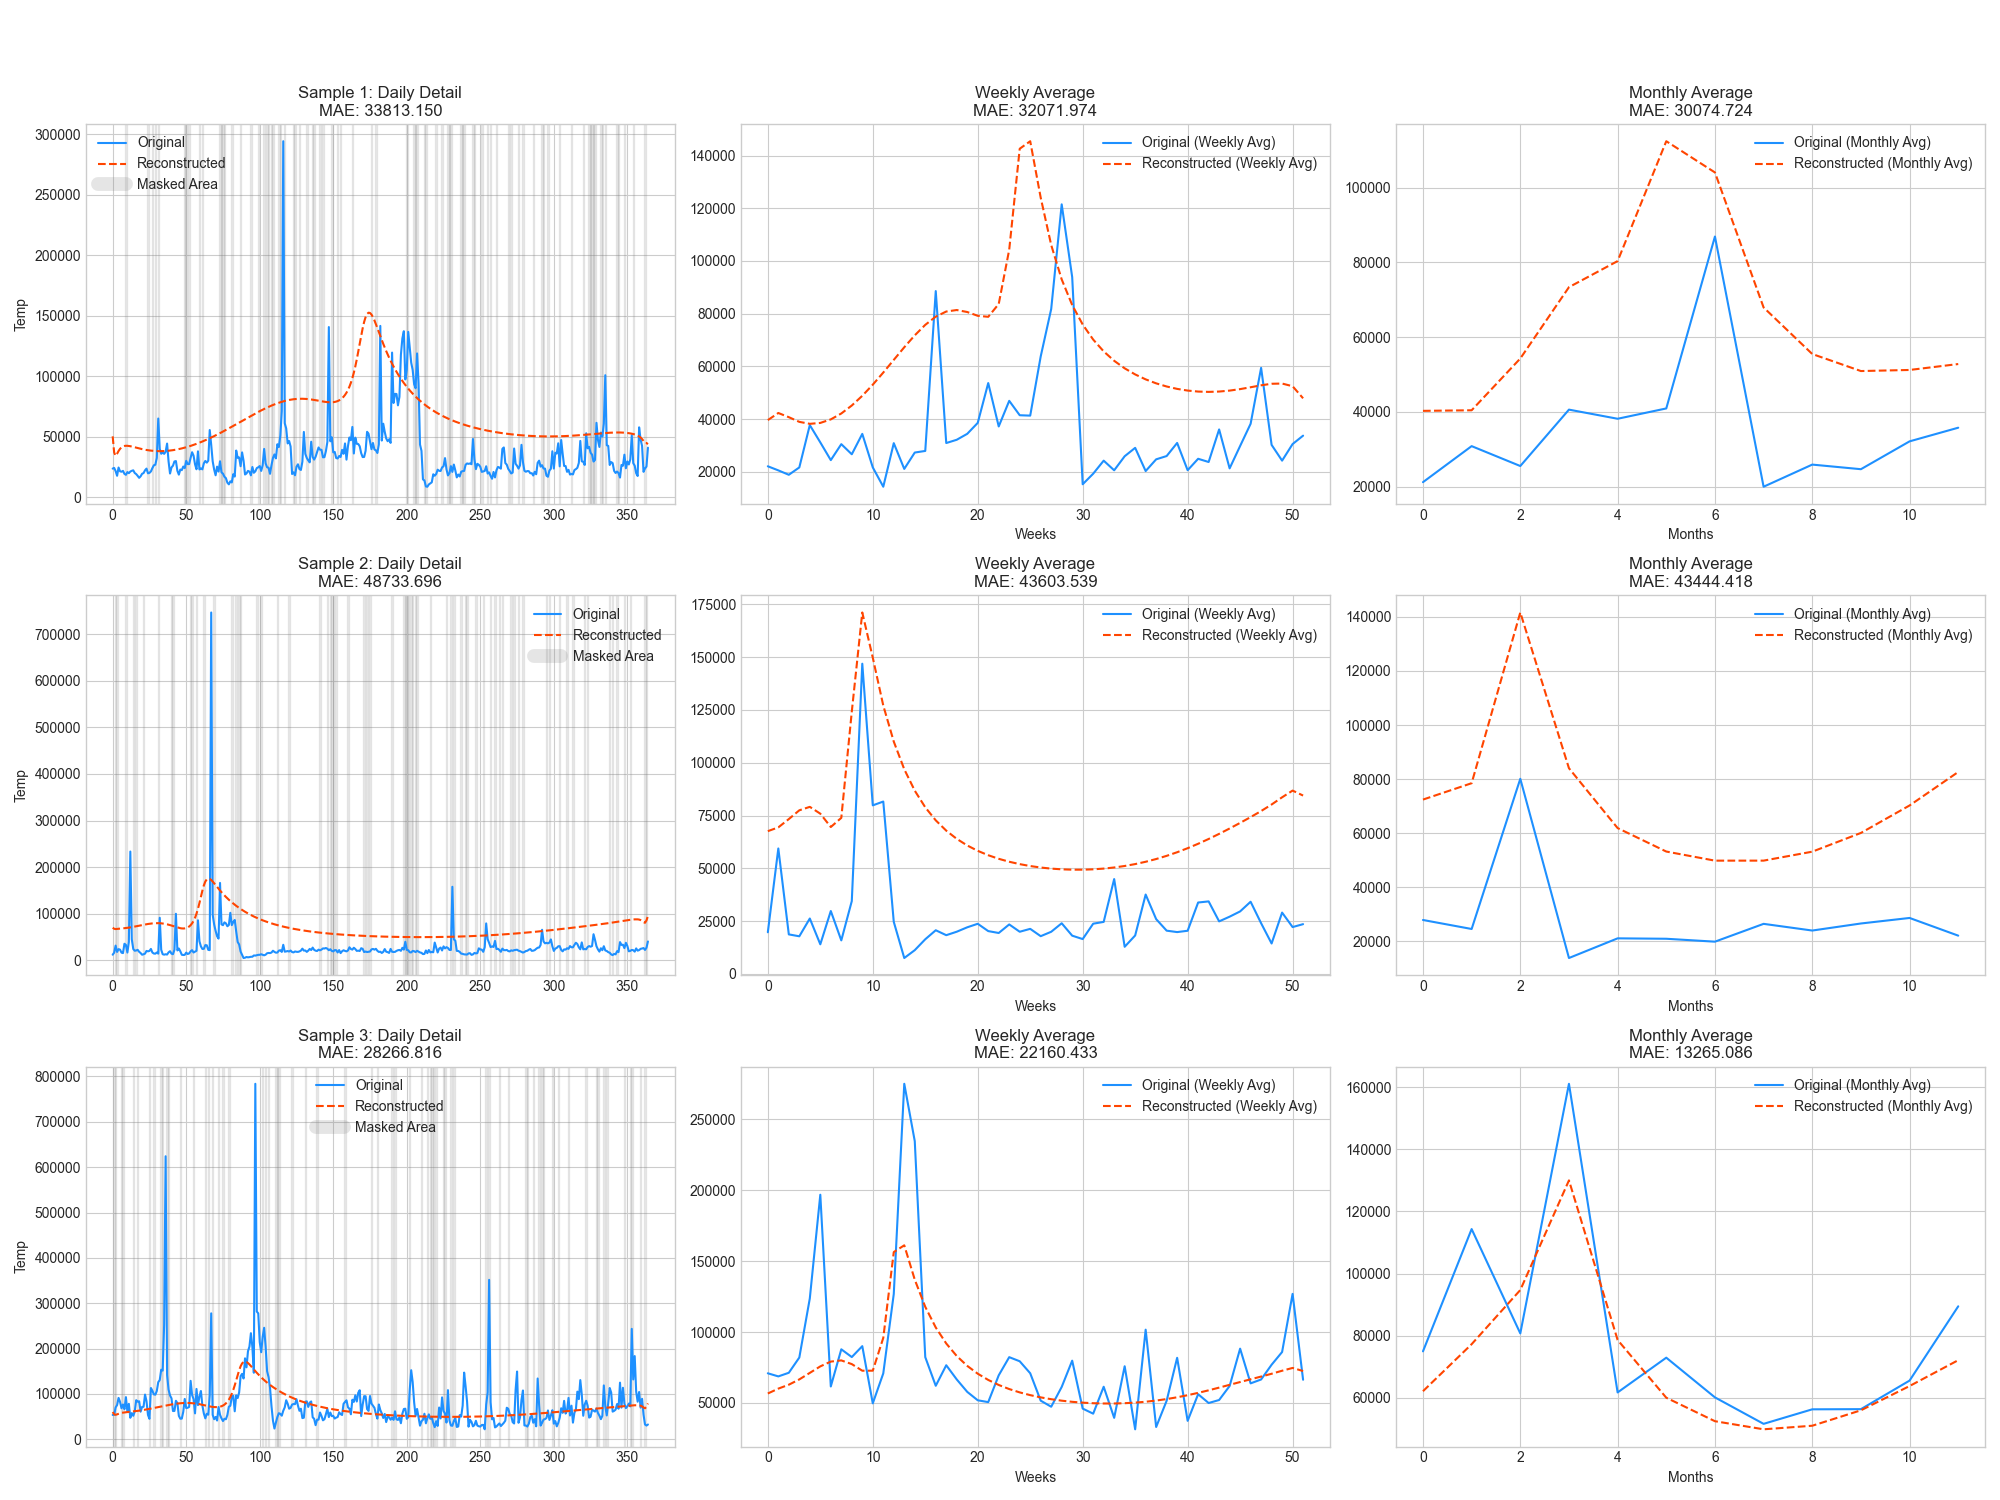 Sample 1: Daily Detail
MAE: 33813.150
300000
250000
200000
150000
100000
50000
0
Temp
Original
Reconstructed
Masked Area
0 50 100 150 200 250 300 350
Weekly Average
MAE: 32071.974
140000
120000
100000
80000
60000
40000
20000
Original (Weekly Avg)
Reconstructed (Weekly Avg)
0 10 20 30 40 50
Weeks
Monthly Average
MAE: 30074.724
100000
80000
60000
40000
20000
Original (Monthly Avg)
Reconstructed (Monthly Avg)
0 2 4 6 8 10
Months
Sample 2: Daily Detail
MAE: 48733.696
700000
600000
500000
400000
300000
200000
100000
0
Temp
Original
Reconstructed
Masked Area
0 50 100 150 200 250 300 350
Weekly Average
MAE: 43603.539
175000
150000
125000
100000
75000
50000
25000
0
Original (Weekly Avg)
Reconstructed (Weekly Avg)
0 10 20 30 40 50
Weeks
Monthly Average
MAE: 43444.418
140000
120000
100000
80000
60000
40000
20000
Original (Monthly Avg)
Reconstructed (Monthly Avg)
0 2 4 6 8 10
Months
Sample 3: Daily Detail
MAE: 28266.816
800000
700000
600000
500000
400000
300000
200000
100000
0
Temp
Original
Reconstructed
Masked Area
0 50 100 150 200 250 300 350
Weekly Average
MAE: 22160.433
250000
200000
150000
100000
50000
Original (Weekly Avg)
Reconstructed (Weekly Avg)
0 10 20 30 40 50
Weeks
Monthly Average
MAE: 13265.086
160000
140000
120000
100000
80000
60000
Original (Monthly Avg)
Reconstructed (Monthly Avg)
0 2 4 6 8 10
Months